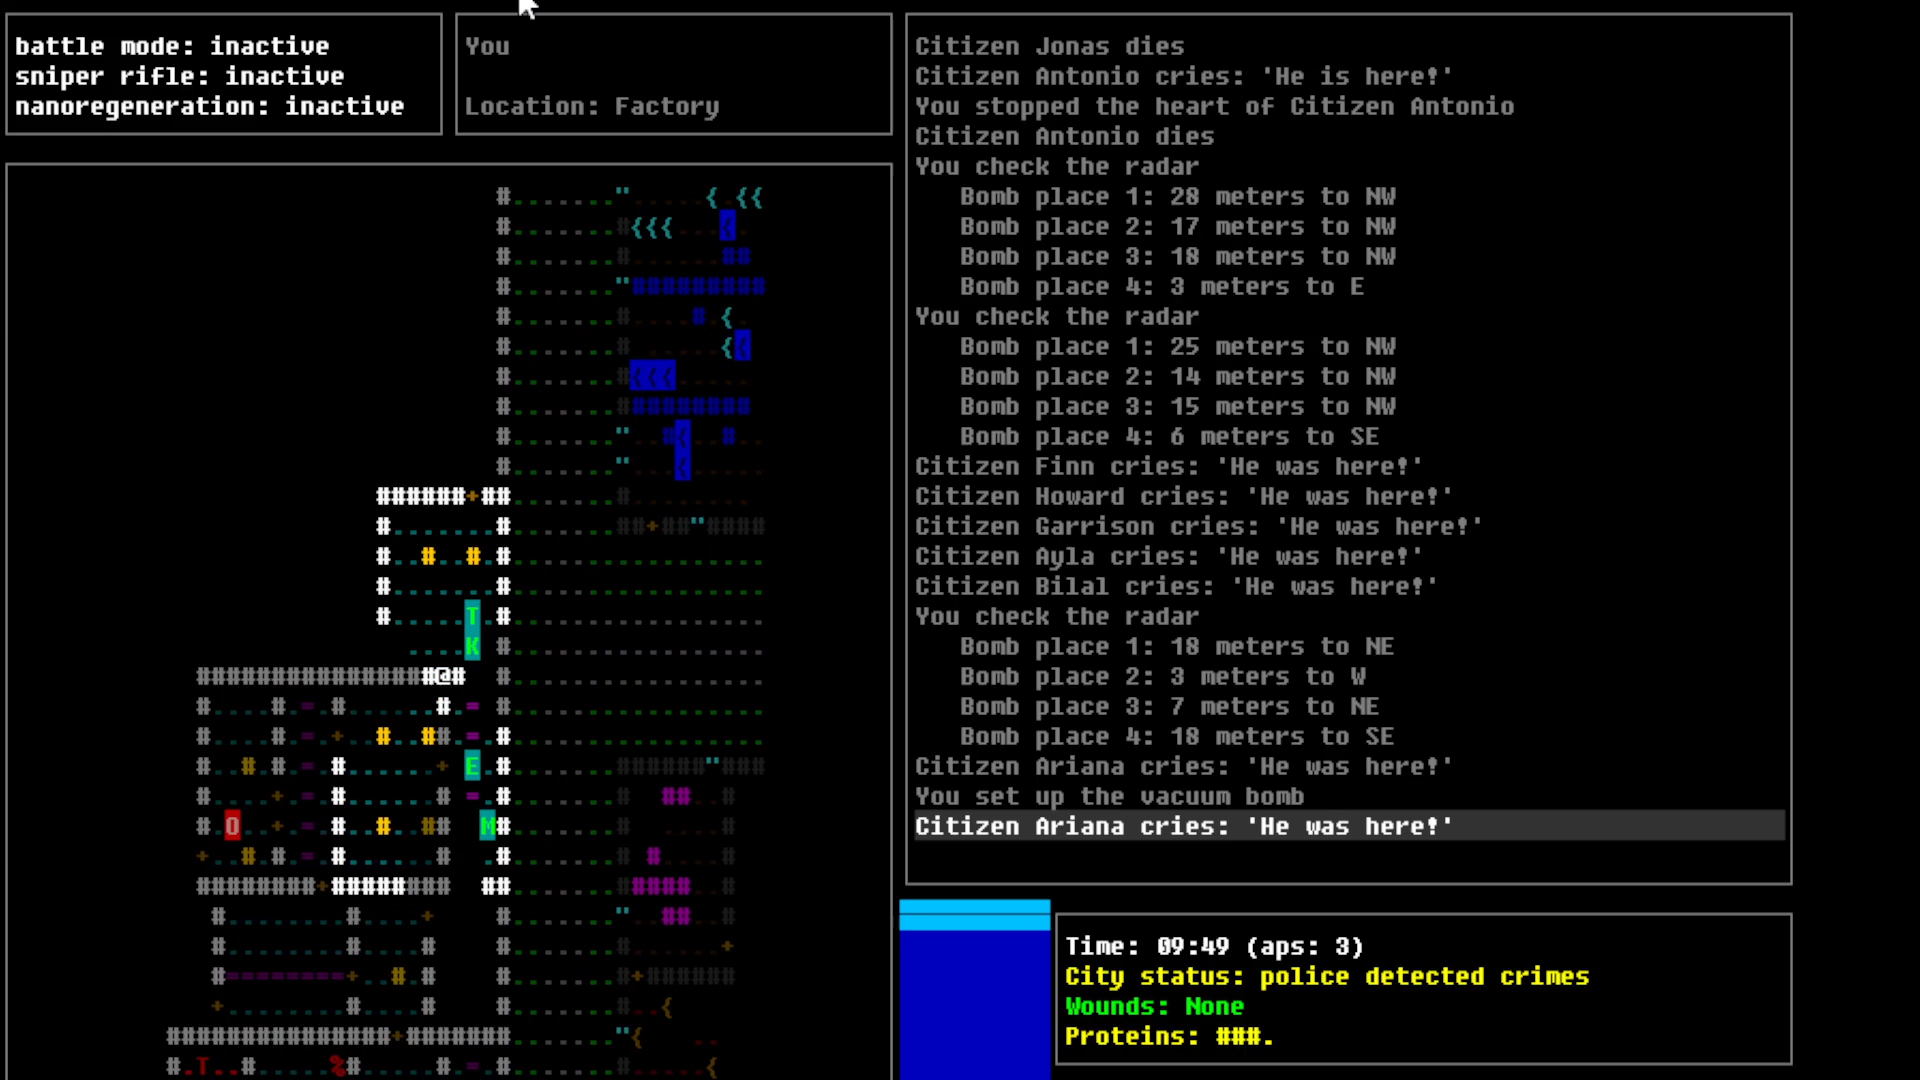 battle mode: inactive
sniper rifle: inactive
nanoregeneration: inactive
You
Location: Factory
Citizen Jonas dies
Citizen Antonio cries: 'He is here!'
You stopped the heart of Citizen Antonio
Citizen Antonio dies
You check the radar
Bomb place 1: 28 meters to NW
Bomb place 2: 17 meters to NW
Bomb place 3: 18 meters to NW
Bomb place 4: 3 meters to E
You check the radar
Bomb place 1: 25 meters to NW
Bomb place 2: 14 meters to NW
Bomb place 3: 15 meters to NW
Bomb place 4: 6 meters to SE
Citizen Finn cries: 'He was here!'
Citizen Howard cries: 'He was here!'
Citizen Garrison cries: 'He was here!'
Citizen Ayla cries: 'He was here!'
Citizen Bilal cries: 'He was here!'
You check the radar
Bomb place 1: 18 meters to NE
Bomb place 2: 3 meters to W
Bomb place 3: 7 meters to NE
Bomb place 4: 18 meters to SE
Citizen Ariana cries: 'He was here!'
You set up the vacuum bomb
Citizen Ariana cries: 'He was here!'
Time: 09:49 (aps: 3)
City status: police detected crimes
Wounds: None
Proteins: ###.